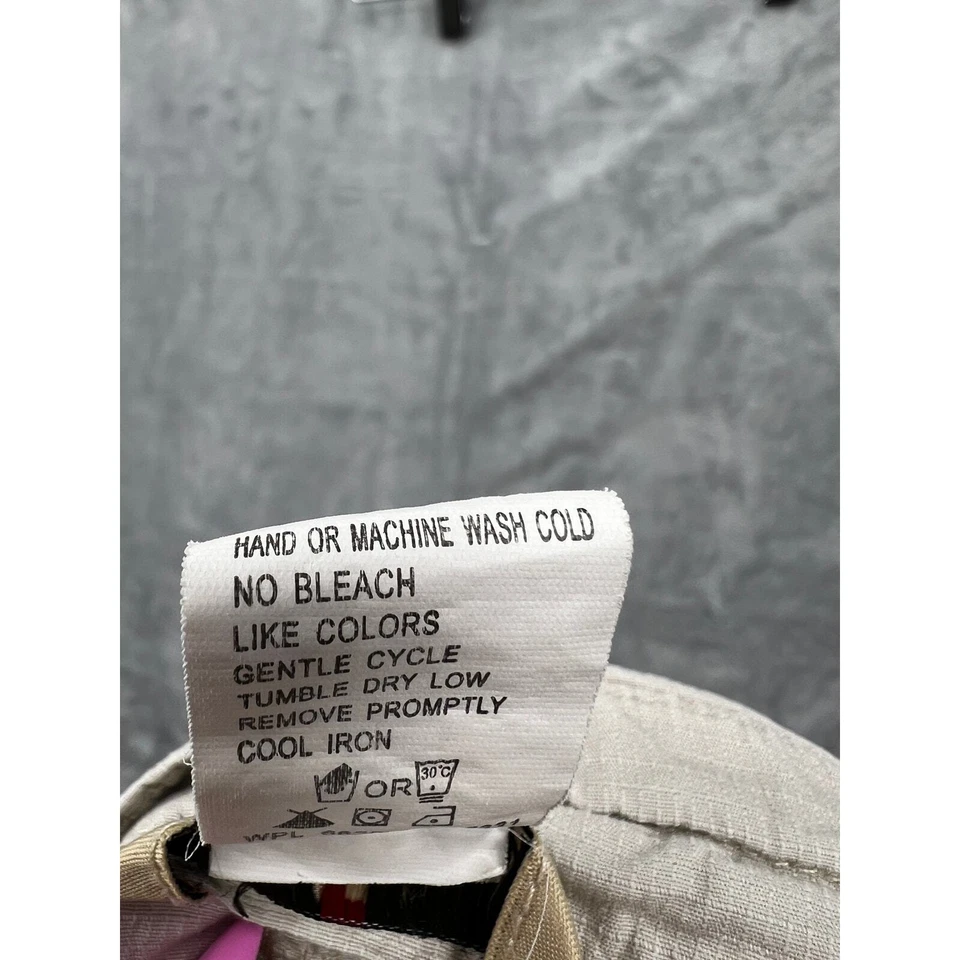 HAND OR MACHINE WASH COLD
NO BLEACH
LIKE COLORS
GENTLE CYCLE
TUMBLE DRY LOW
REMOVE PROMPTLY
COOL IRON
OR 30°C
WPL